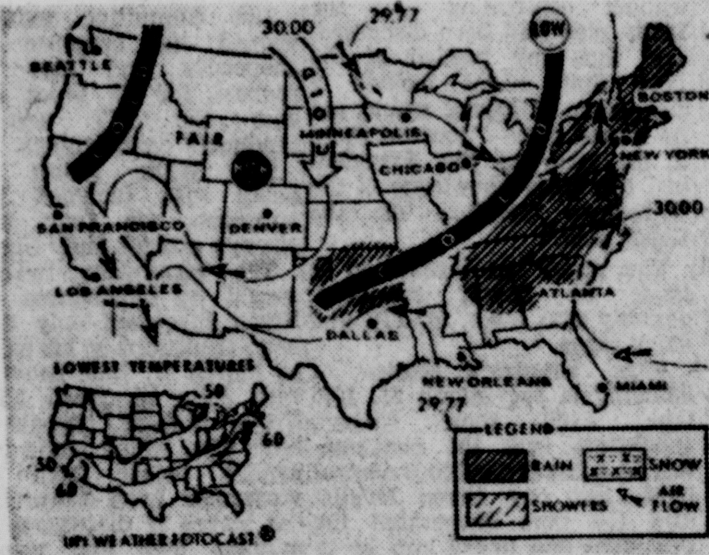 29.77
30.00
LOW
SEATTLE
COLD
BOSTON
FAIR
MINNEAPOLIS
NEW YORK
CHICAGO
SAN FRANCISCO
DENVER
30.00
LOS ANGELES
ATLANTA
DALLAS
LOWEST TEMPERATURES
NEW ORLEANS
MIAMI
29.77
50
60
50
60
LEGEND
RAIN
SNOW
SHOWERS
AIR FLOW
UPI WEATHER FOTOCAST ®